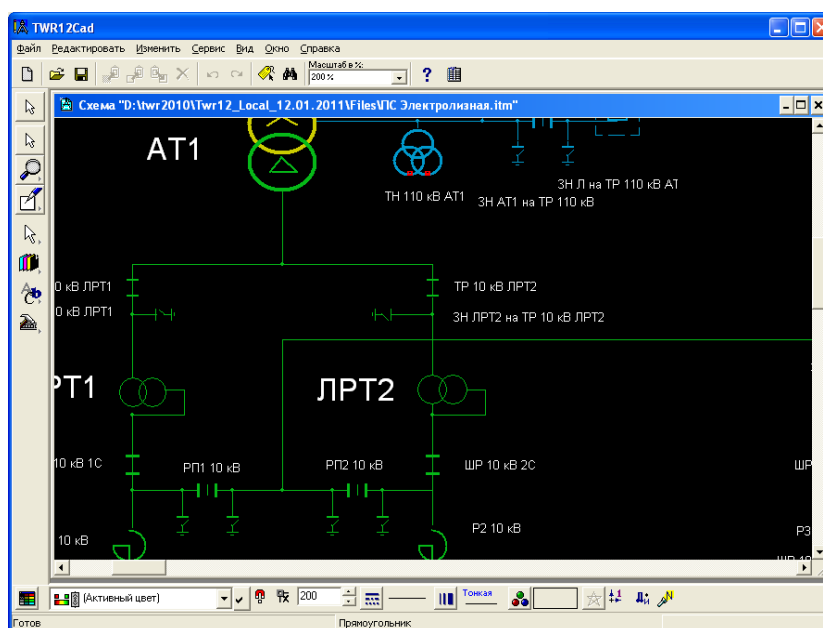 TWR12Cad
Файл Редактировать Изменить Сервис Вид Окно Справка
Масштаб в %:
200 %
Схема "D:\twr2010\Twr12_Local_12.01.2011\Files\ПС Электролизная.itm"
АТ1
ТН 110 кВ АТ1
ЗН АТ1 на ТР 110 кВ
ЗН Л на ТР 110 кВ АТ
0 кВ ЛРТ1
ТР 10 кВ ЛРТ2
0 кВ ЛРТ1
ЗН ЛРТ2 на ТР 10 кВ ЛРТ2
РТ1
ЛРТ2
10 кВ 1С
РП1 10 кВ
РП2 10 кВ
ШР 10 кВ 2С
ШР
10 кВ
Р2 10 кВ
Р3
ШР 10
(Активный цвет)
200
Тонкая
Готов
Прямоугольник